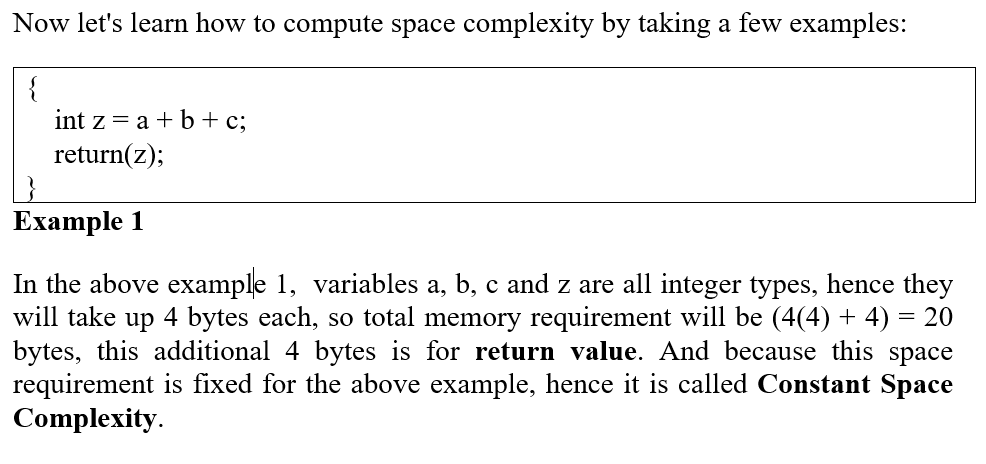 Now let's learn how to compute space complexity by taking a few examples:
{
int z = a + b + c;
return(z);
}
Example 1
In the above example 1, variables a, b, c and z are all integer types, hence they
will take up 4 bytes each, so total memory requirement will be (4(4) + 4) = 20
bytes, this additional 4 bytes is for return value. And because this space
requirement is fixed for the above example, hence it is called Constant Space
Complexity.